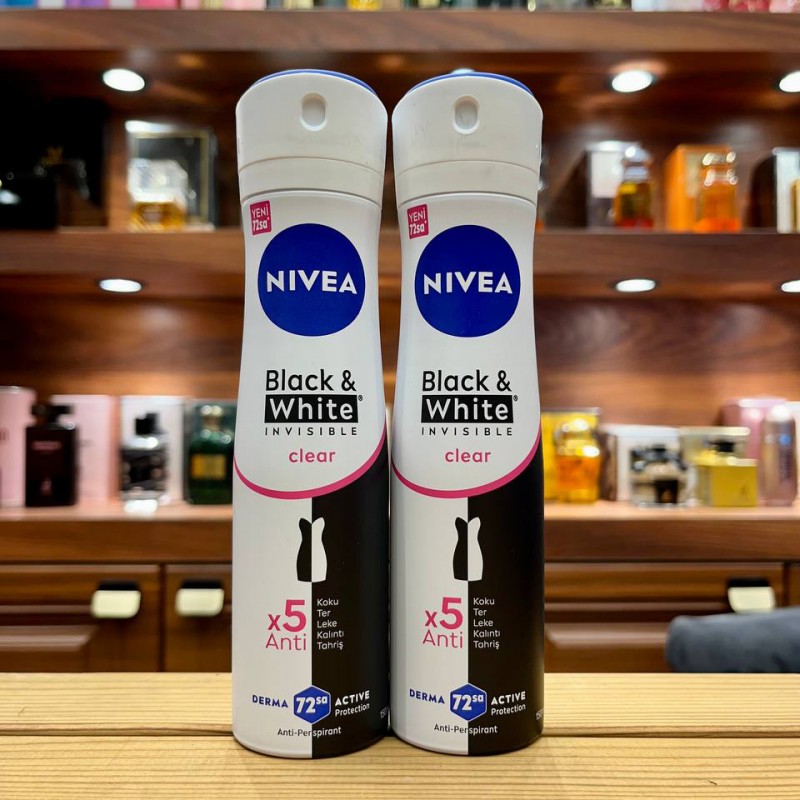 YENİ
72sa*
NIVEA
Black &
White®
INVISIBLE
clear
x5
Anti
Koku
Ter
Leke
Kalıntı
Tahriş
DERMA 72sa ACTIVE
Protection
Anti-Perspirant
YENİ
72sa*
NIVEA
Black &
White®
INVISIBLE
clear
x5
Anti
Koku
Ter
Leke
Kalıntı
Tahriş
DERMA 72sa ACTIVE
Protection
Anti-Perspirant